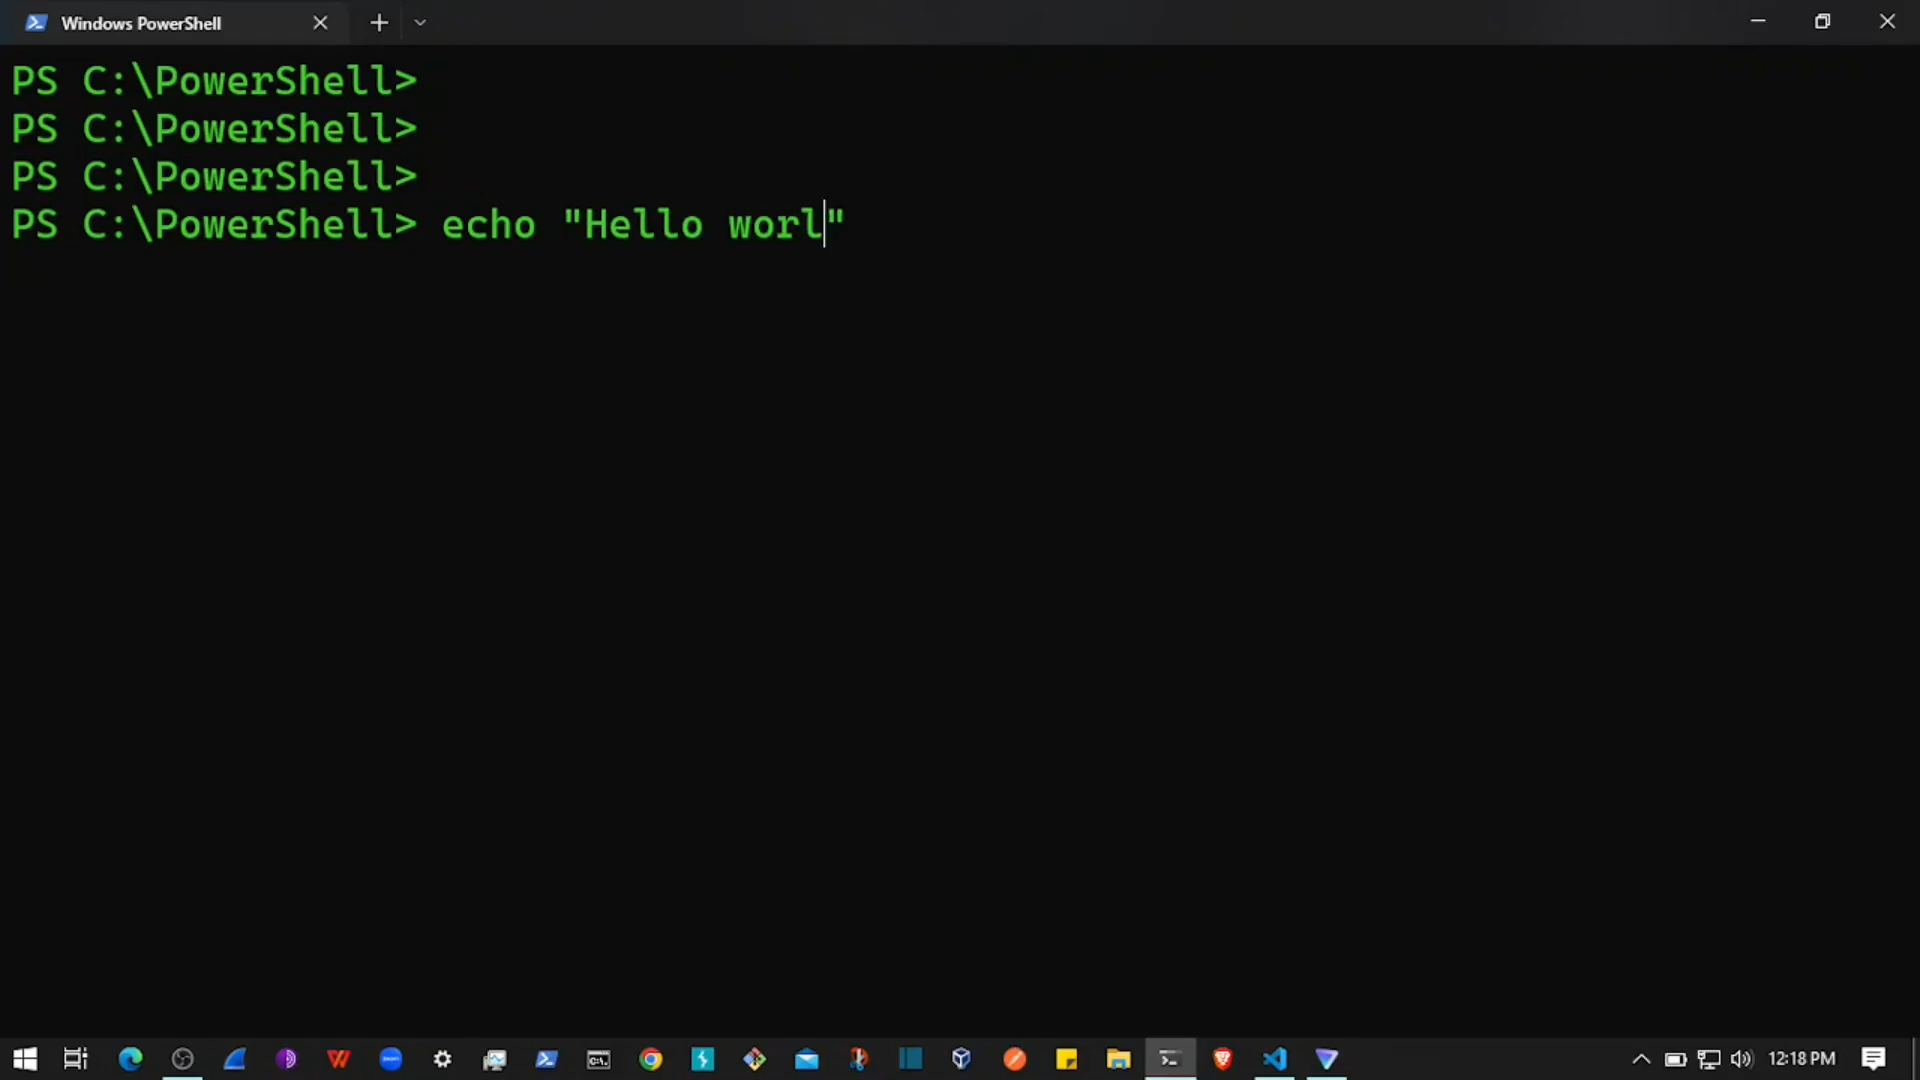 Windows PowerShell
PS C:\PowerShell>
PS C:\PowerShell>
PS C:\PowerShell>
PS C:\PowerShell> echo "Hello worl"
12:18 PM